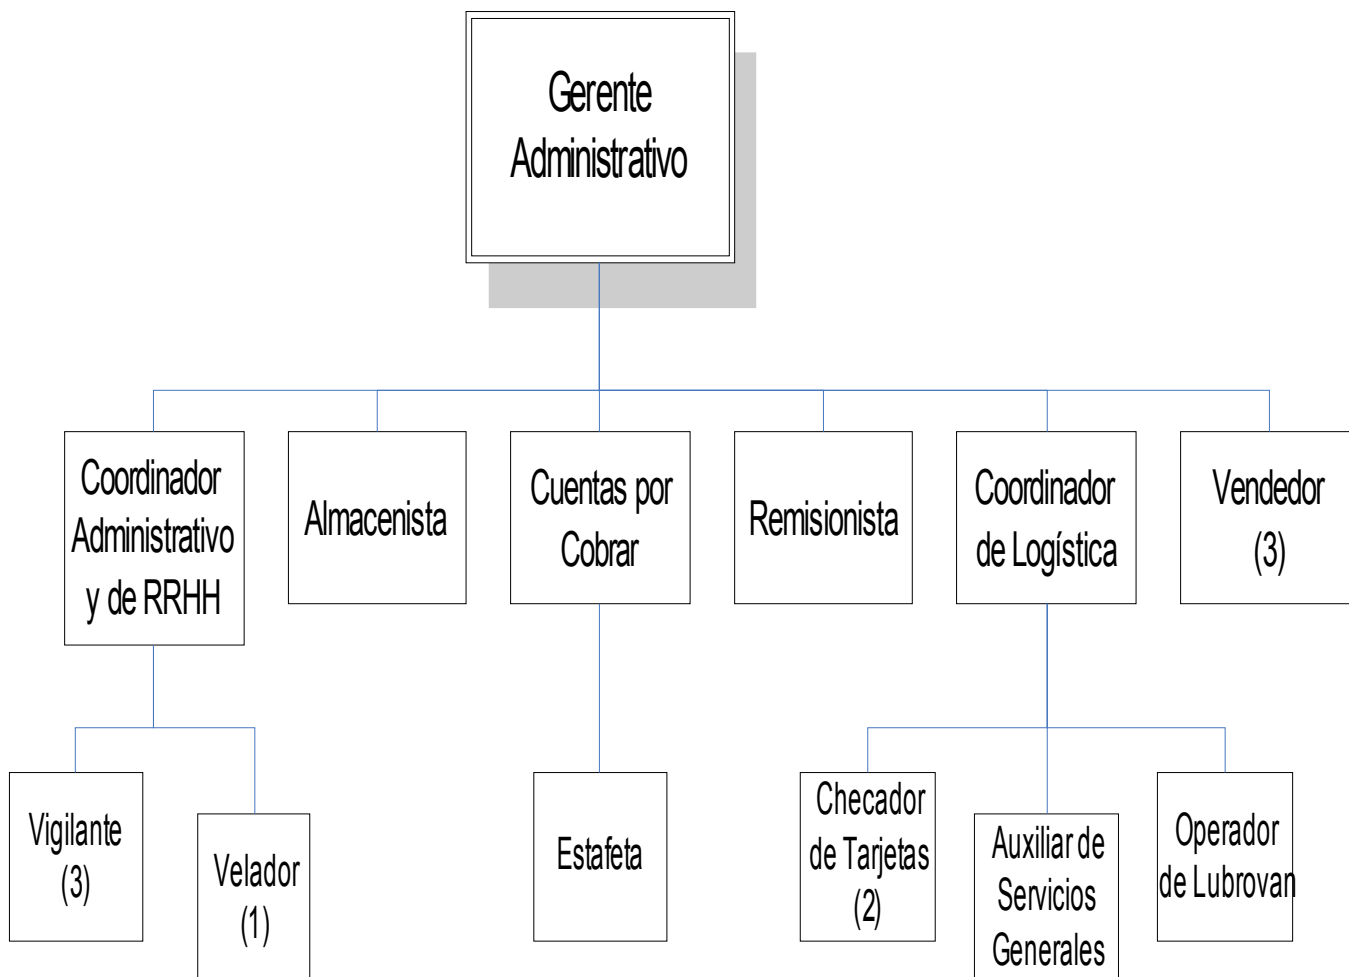 Gerente
Administrativo
Coordinador
Administrativo
y de RRHH
Almacenista
Cuentas por
Cobrar
Remisionista
Coordinador
de Logística
Vendedor
(3)
Vigilante
(3)
Velador
(1)
Estafeta
Checador
de Tarjetas
(2)
Auxiliar de
Servicios
Generales
Operador
de Lubrovan